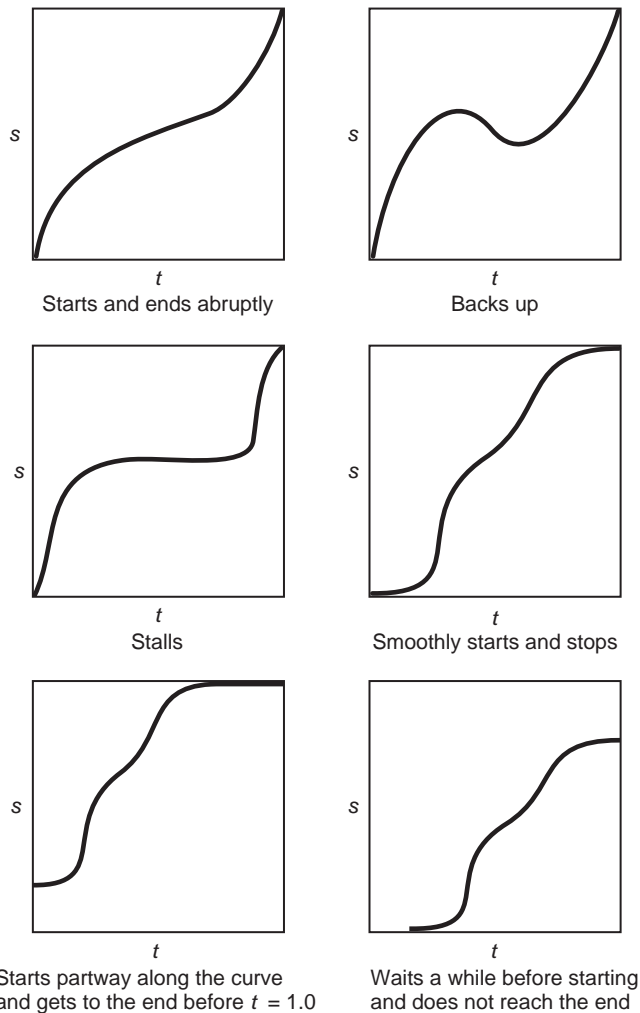 s
s
t
t
Starts and ends abruptly
Backs up
s
s
t
t
Stalls
Smoothly starts and stops
s
s
t
t
Starts partway along the curve
and gets to the end before t = 1.0
Waits a while before starting
and does not reach the end